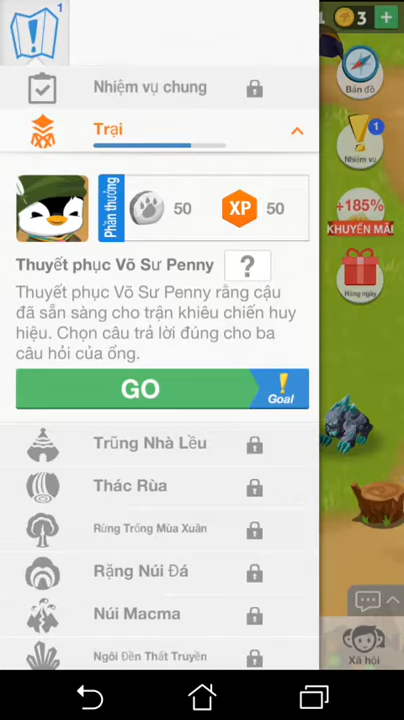 1
Nhiệm vụ chung
Trại
Phần thưởng
50
XP
50
Thuyết phục Võ Sư Penny
?
Thuyết phục Võ Sư Penny rằng cậu
đã sẵn sàng cho trận khiêu chiến huy
hiệu. Chọn câu trả lời đúng cho ba
câu hỏi của ổng.
GO
Goal
Trũng Nhà Lều
Thác Rùa
Rừng Trống Mùa Xuân
Rặng Núi Đá
Núi Macma
Ngôi Đền Thất Truyền
3
Bản đồ
1
Nhiệm vụ
+185%
KHUYẾN MÃI
Hàng ngày
Xã hội